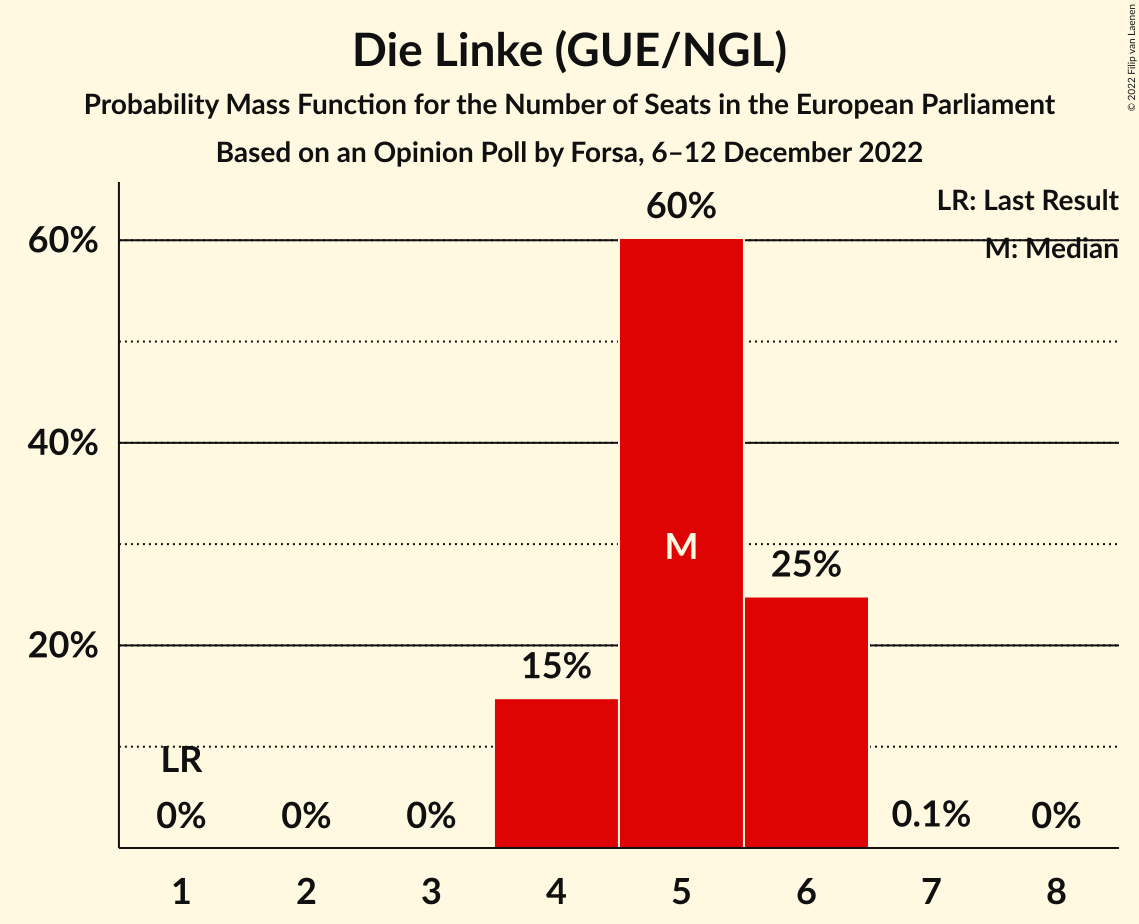 Die Linke (GUE/NGL)
Probability Mass Function for the Number of Seats in the European Parliament
Based on an Opinion Poll by Forsa, 6–12 December 2022
© 2022 Filip van Laenen
LR: Last Result
M: Median
60%
40%
20%
60%
M
25%
15%
LR
0%
0%
0%
0.1%
0%
1
2
3
4
5
6
7
8